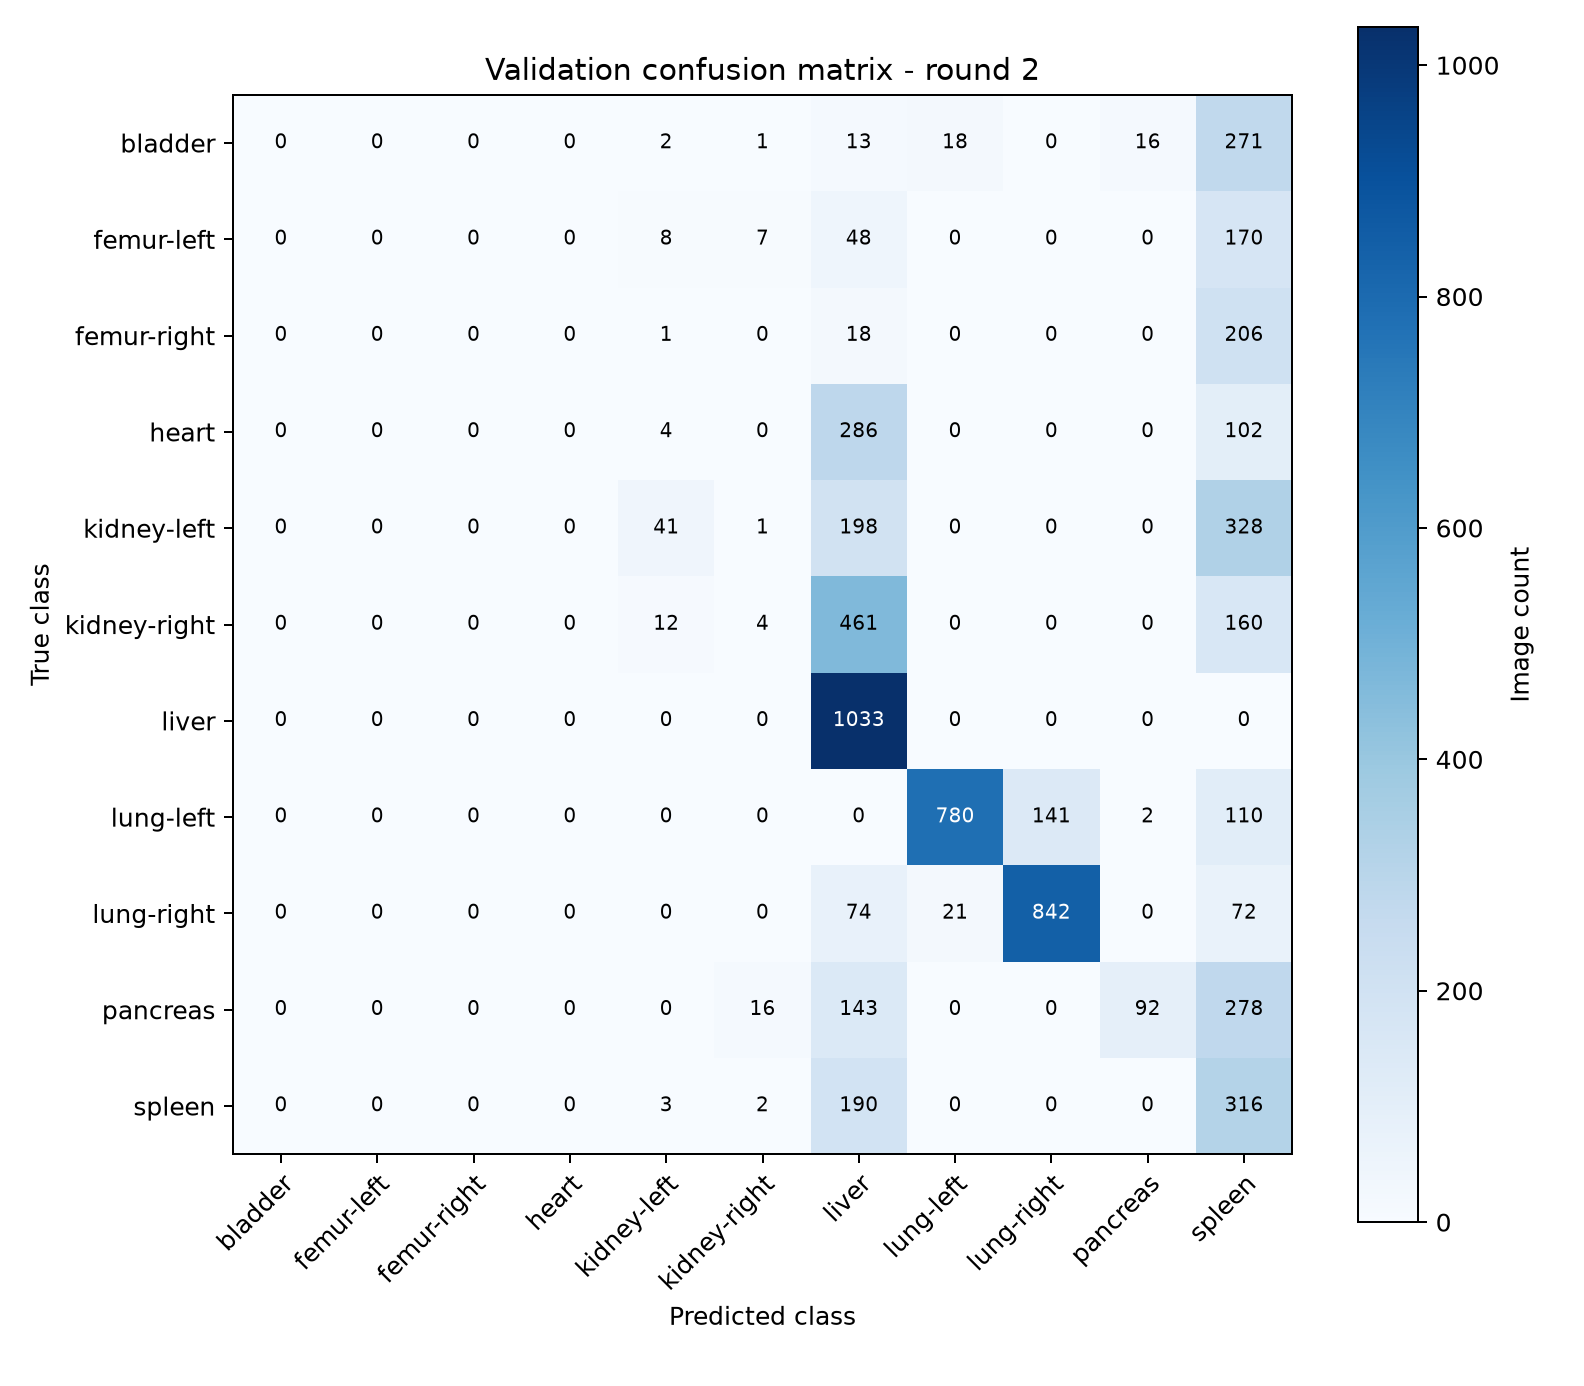 Validation confusion matrix - round 2
True class
bladder 0 0 0 0 2 1 13 18 0 16 271
femur-left 0 0 0 0 8 7 48 0 0 0 170
femur-right 0 0 0 0 1 0 18 0 0 0 206
heart 0 0 0 0 4 0 286 0 0 0 102
kidney-left 0 0 0 0 41 1 198 0 0 0 328
kidney-right 0 0 0 0 12 4 461 0 0 0 160
liver 0 0 0 0 0 0 1033 0 0 0 0
lung-left 0 0 0 0 0 0 0 780 141 2 110
lung-right 0 0 0 0 0 0 74 21 842 0 72
pancreas 0 0 0 0 0 16 143 0 0 92 278
spleen 0 0 0 0 3 2 190 0 0 0 316
bladder femur-left femur-right heart kidney-left kidney-right liver lung-left lung-right pancreas spleen
Predicted class
1000
800
600
400
200
0
Image count